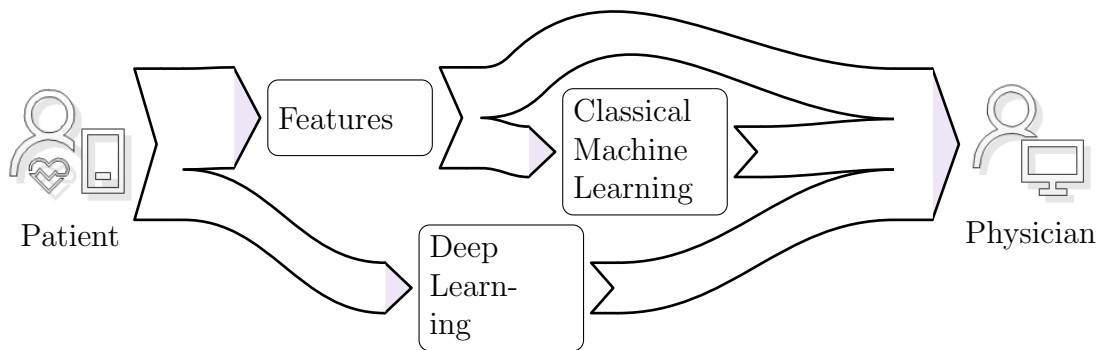 Patient
Features
Classical
Machine
Learning
Deep
Learn-
ing
Physician